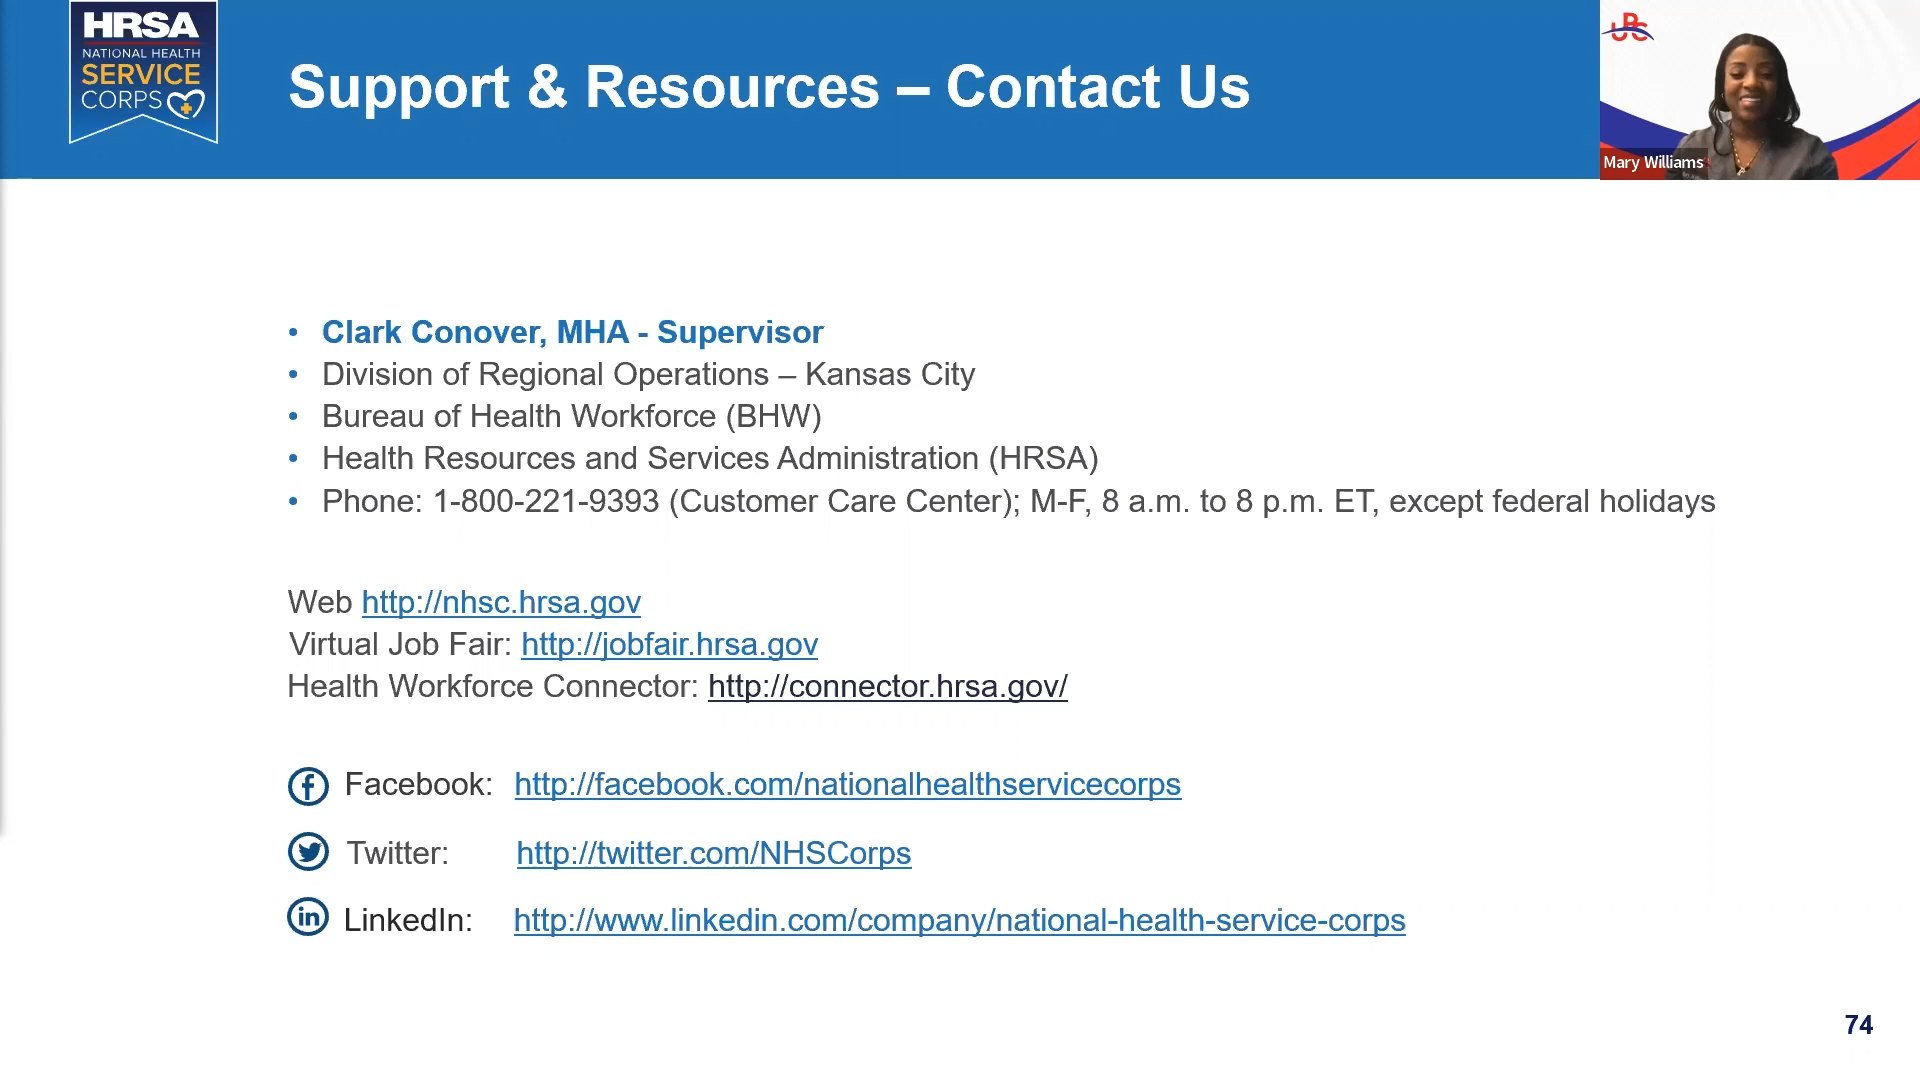 HRSA
NATIONAL HEALTH
SERVICE
CORPS
Support & Resources – Contact Us
Mary Williams
• Clark Conover, MHA - Supervisor
• Division of Regional Operations – Kansas City
• Bureau of Health Workforce (BHW)
• Health Resources and Services Administration (HRSA)
• Phone: 1-800-221-9393 (Customer Care Center); M-F, 8 a.m. to 8 p.m. ET, except federal holidays
Web http://nhsc.hrsa.gov
Virtual Job Fair: http://jobfair.hrsa.gov
Health Workforce Connector: http://connector.hrsa.gov/
Facebook: http://facebook.com/nationalhealthservicecorps
Twitter: http://twitter.com/NHSCorps
LinkedIn: http://www.linkedin.com/company/national-health-service-corps
74